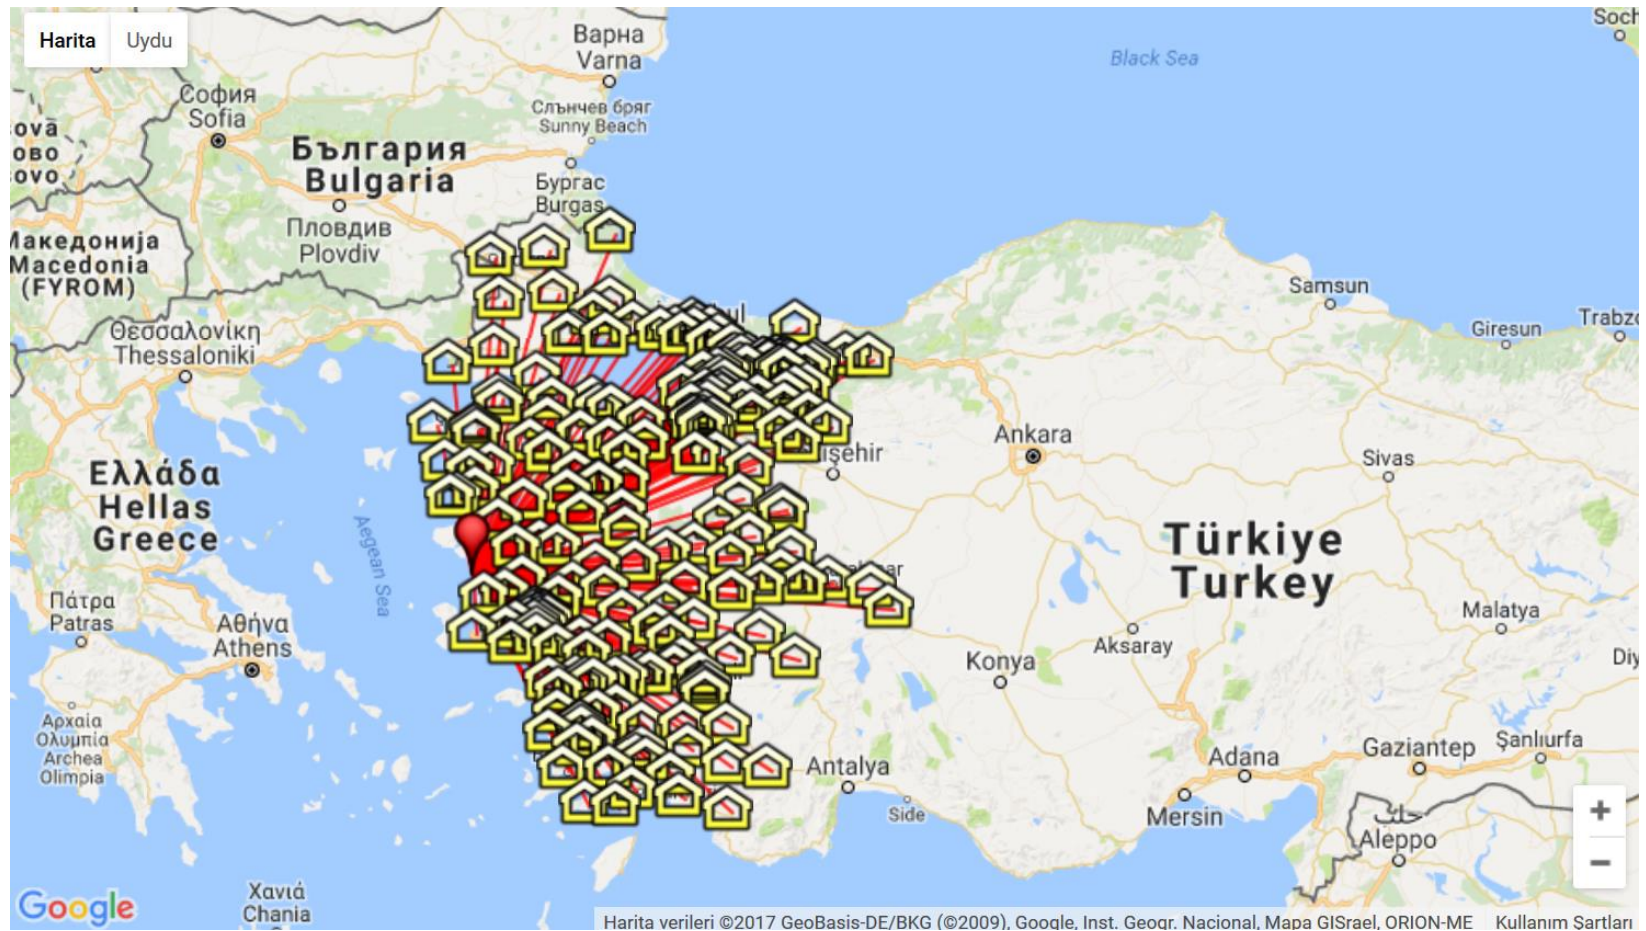 Harita Uydu
Варна
Varna
Black Sea
София
Sofia
Слънчев бряг
Sunny Beach
България
Bulgaria
Бургас
Burgas
Пловдив
Plovdiv
Македонија
Macedonia
(FYROM)
Samsun
Giresun
Θεσσαλονίκη
Thessaloniki
Ankara
Sivas
Ελλάδα
Hellas
Greece
Aegean Sea
Türkiye
Turkey
Πάτρα
Patras
Αθήνα
Athens
Malatya
Aksaray
Konya
Αρχαία
Ολυμπία
Archea
Olimpia
Antalya
Adana
Gaziantep
Şanlıurfa
Side
Mersin
حلب
Aleppo
+
−
Google
Χανιά
Chania
Harita verileri ©2017 GeoBasis-DE/BKG (©2009), Google, Inst. Geogr. Nacional, Mapa GISrael, ORION-ME Kullanım Şartları